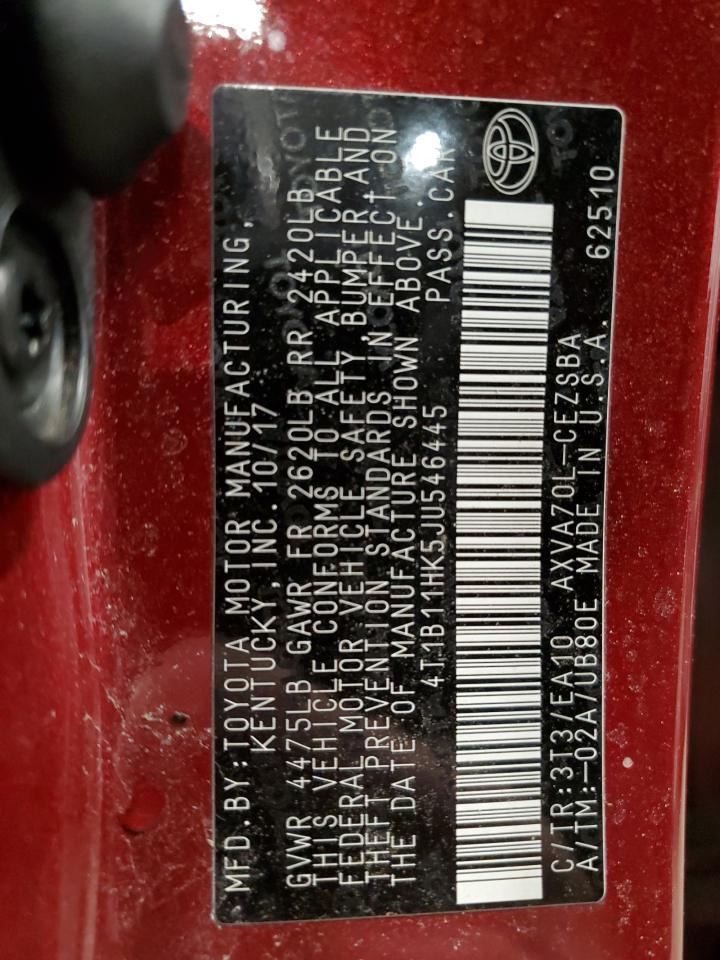 MFD.BY:TOYOTA MOTOR MANUFACTURING,
KENTUCKY,INC.10/17
GVWR 4475LB GAWR FR 2620LB RR 2420LB
THIS VEHICLE CONFORMS TO ALL APPLICABLE
FEDERAL MOTOR VEHICLE SAFETY,BUMPER AND
THEFT PREVENTION STANDARDS IN EFFECT ON
THE DATE OF MANUFACTURE SHOWN ABOVE.
4T1B11HK5JU546445 PASS.CAR
C/TR:3T3/EA10 AXVA70L-CEZSBA
A/TM:-02A/UB80E MADE IN U.S.A. 62510